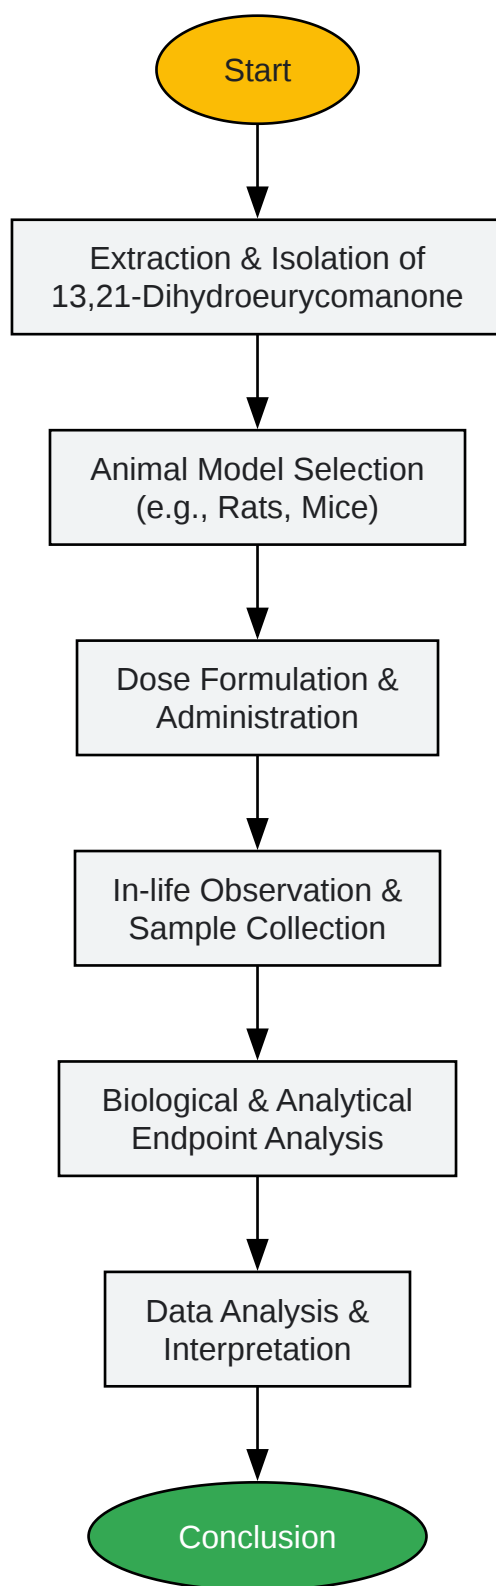 Start
Extraction & Isolation of
13,21-Dihydroeurycomanone
Animal Model Selection
(e.g., Rats, Mice)
Dose Formulation &
Administration
In-life Observation &
Sample Collection
Biological & Analytical
Endpoint Analysis
Data Analysis &
Interpretation
Conclusion